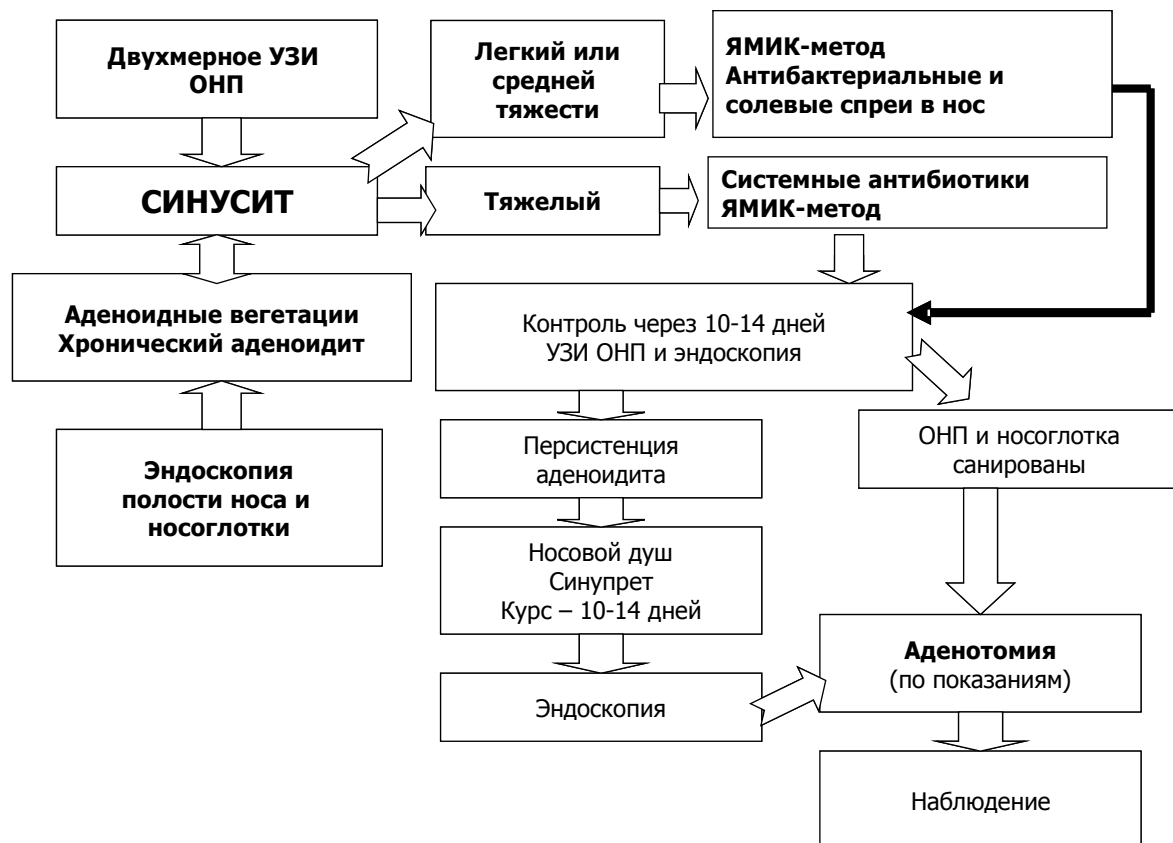 Двухмерное УЗИ
ОНП
Легкий или
средней
тяжести
ЯМИК-метод
Антибактериальные и
солевые спреи в нос
СИНУСИТ
Тяжелый
Системные антибиотики
ЯМИК-метод
Аденоидные вегетации
Хронический аденоидит
Контроль через 10-14 дней
УЗИ ОНП и эндоскопия
Эндоскопия
полости носа и
носоглотки
Персистенция
аденоидита
ОНП и носоглотка
санированы
Носовой душ
Синупрет
Курс – 10-14 дней
Аденотомия
(по показаниям)
Эндоскопия
Наблюдение